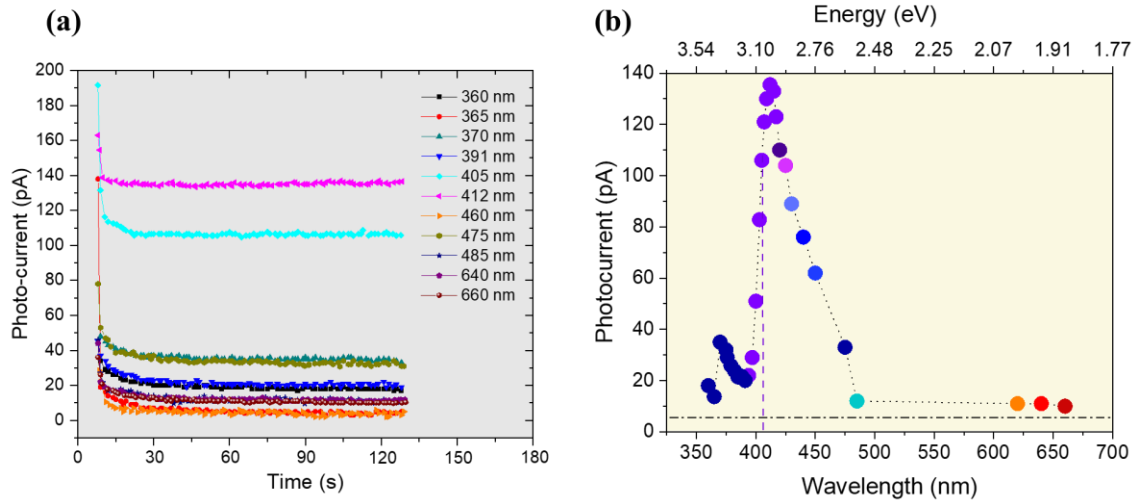 (a)
200
180
160
140
120
100
80
60
40
20
0
Photo-current (pA)
0 30 60 90 120 150 180
Time (s)
360 nm
365 nm
370 nm
391 nm
405 nm
412 nm
460 nm
475 nm
485 nm
640 nm
660 nm
(b)
Energy (eV)
3.54 3.10 2.76 2.48 2.25 2.07 1.91 1.77
140
120
100
80
60
40
20
0
Photocurrent (pA)
350 400 450 500 550 600 650 700
Wavelength (nm)